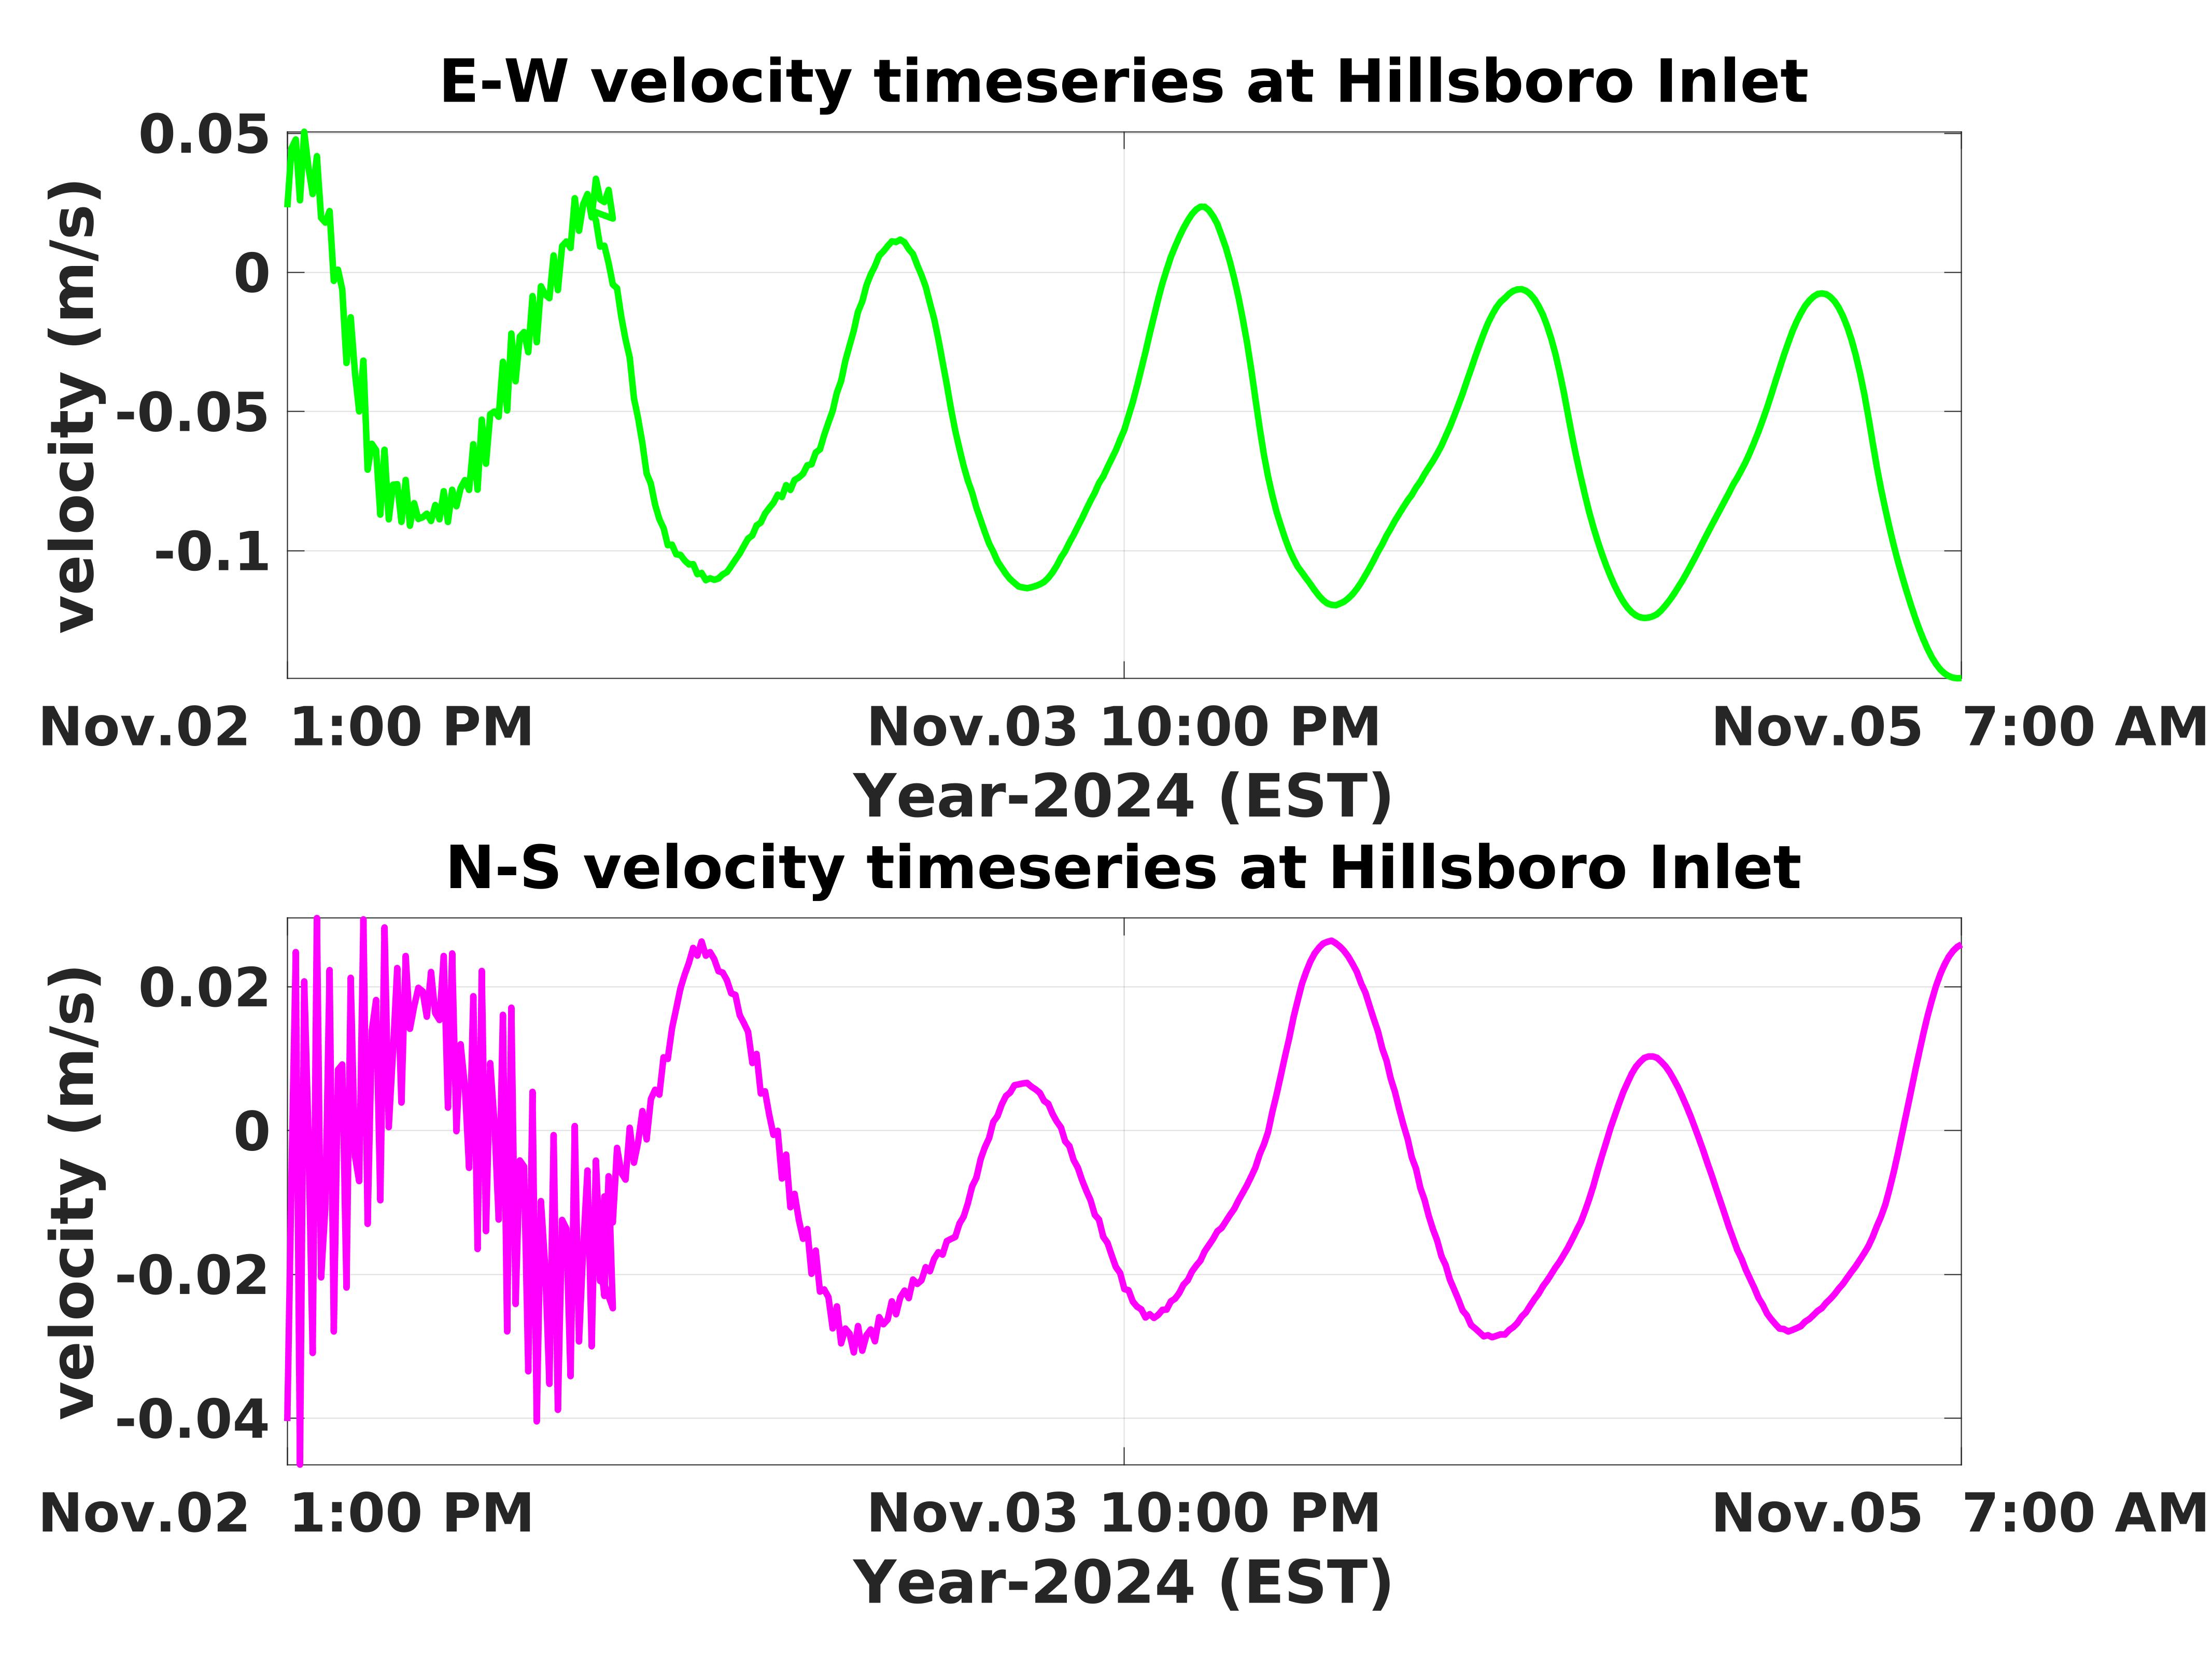 E-W velocity timeseries at Hillsboro Inlet
velocity (m/s)
0.05
0
-0.05
-0.1
Nov.02 1:00 PM Nov.03 10:00 PM Nov.05 7:00 AM
Year-2024 (EST)
N-S velocity timeseries at Hillsboro Inlet
velocity (m/s)
0.02
0
-0.02
-0.04
Nov.02 1:00 PM Nov.03 10:00 PM Nov.05 7:00 AM
Year-2024 (EST)